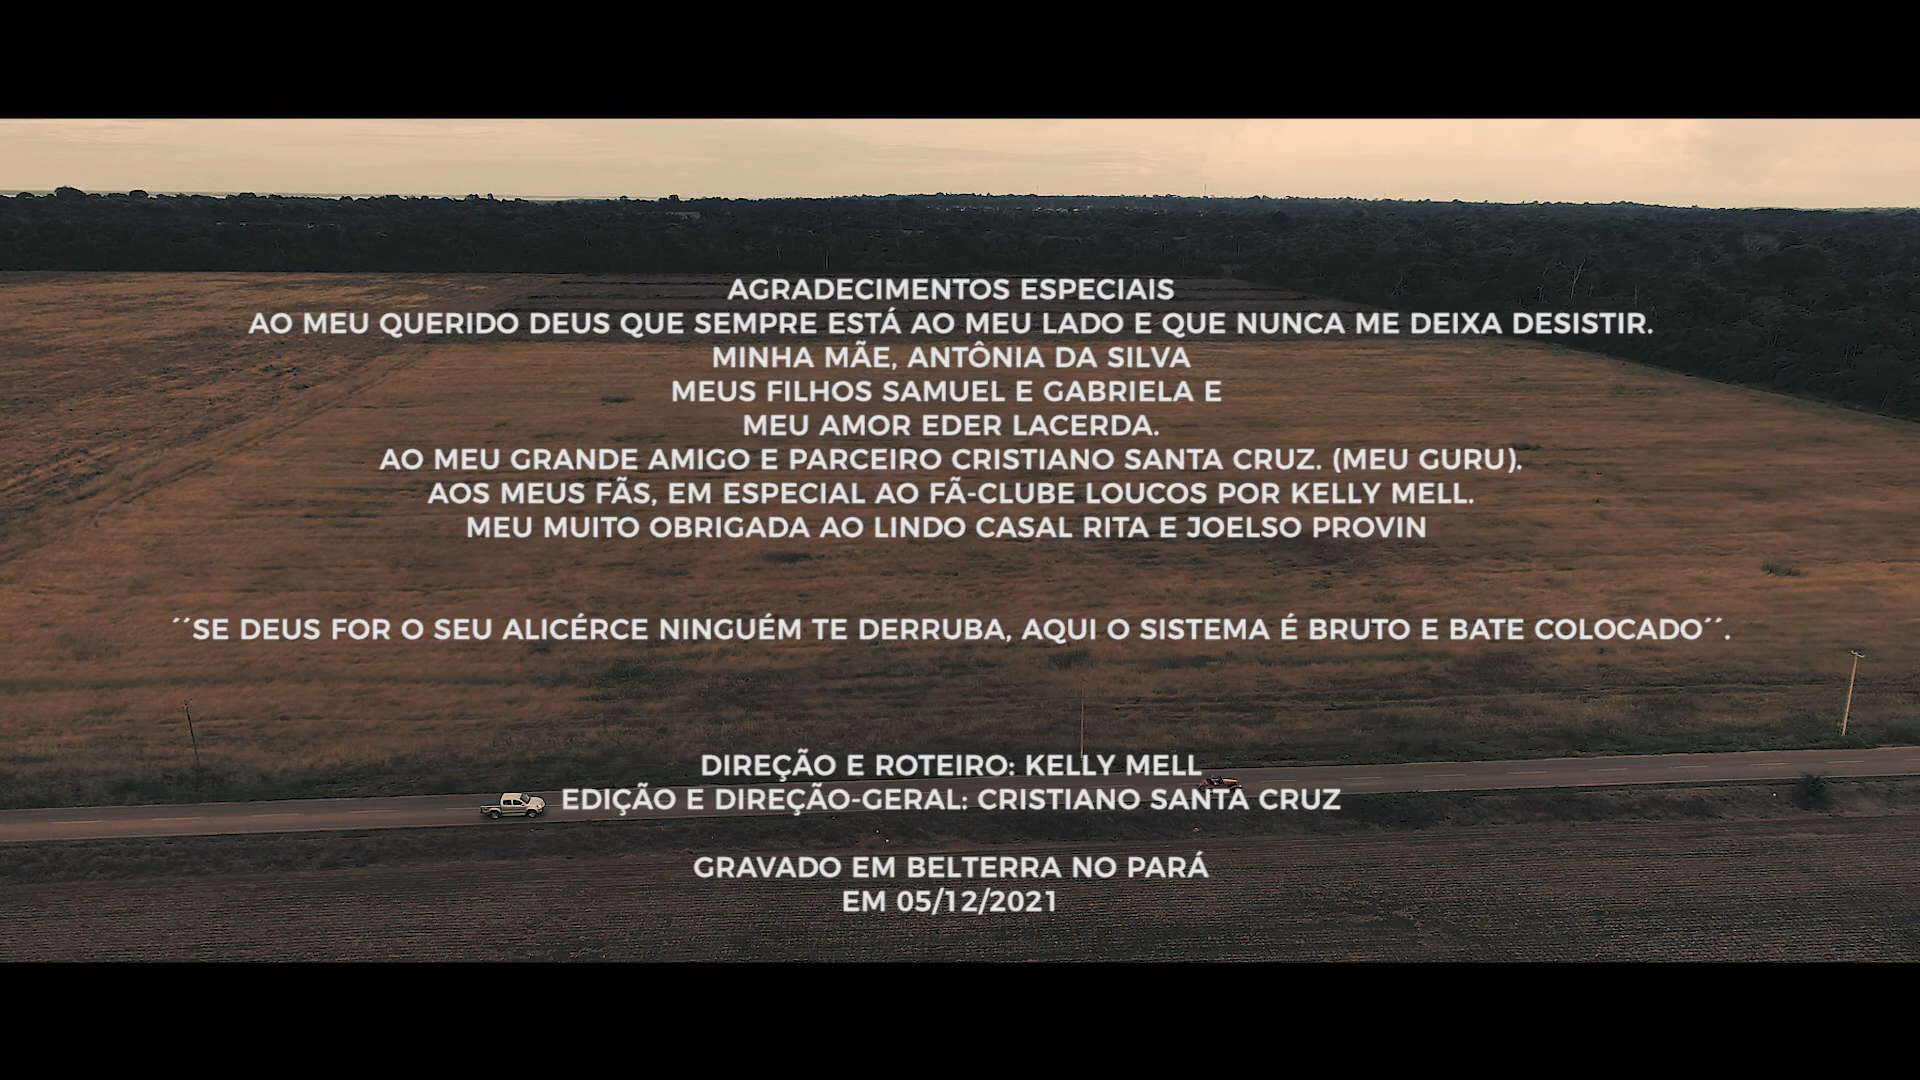 AGRADECIMENTOS ESPECIAIS
AO MEU QUERIDO DEUS QUE SEMPRE ESTÁ AO MEU LADO E QUE NUNCA ME DEIXA DESISTIR.
MINHA MÃE, ANTÔNIA DA SILVA
MEUS FILHOS SAMUEL E GABRIELA E
MEU AMOR EDER LACERDA.
AO MEU GRANDE AMIGO E PARCEIRO CRISTIANO SANTA CRUZ. (MEU GURU).
AOS MEUS FÃS, EM ESPECIAL AO FÃ-CLUBE LOUCOS POR KELLY MELL.
MEU MUITO OBRIGADA AO LINDO CASAL RITA E JOELSO PROVIN
´´SE DEUS FOR O SEU ALICÉRCE NINGUÉM TE DERRUBA, AQUI O SISTEMA É BRUTO E BATE COLOCADO´´.
DIREÇÃO E ROTEIRO: KELLY MELL
EDIÇÃO E DIREÇÃO-GERAL: CRISTIANO SANTA CRUZ
GRAVADO EM BELTERRA NO PARÁ
EM 05/12/2021